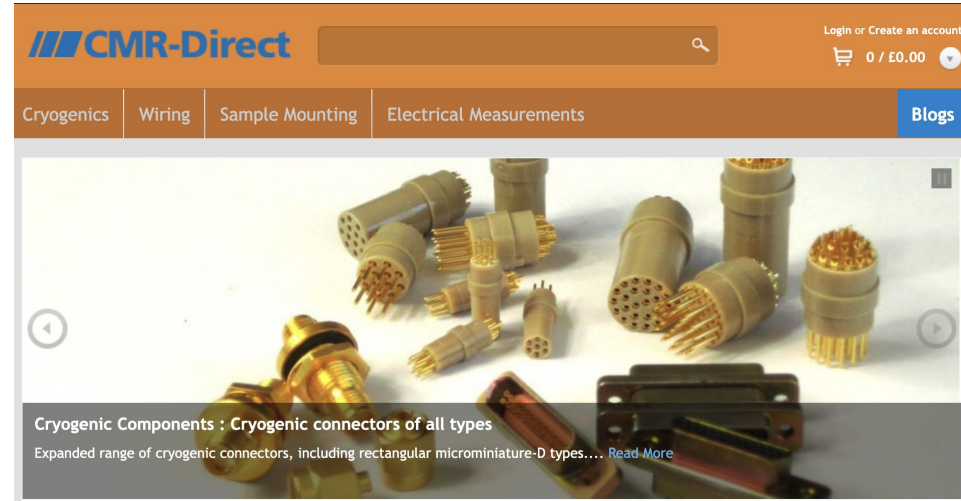 CMR-Direct
Login or Create an account
0 / £0.00
Cryogenics
Wiring
Sample Mounting
Electrical Measurements
Blogs
Cryogenic Components : Cryogenic connectors of all types
Expanded range of cryogenic connectors, including rectangular microminiature-D types.... Read More